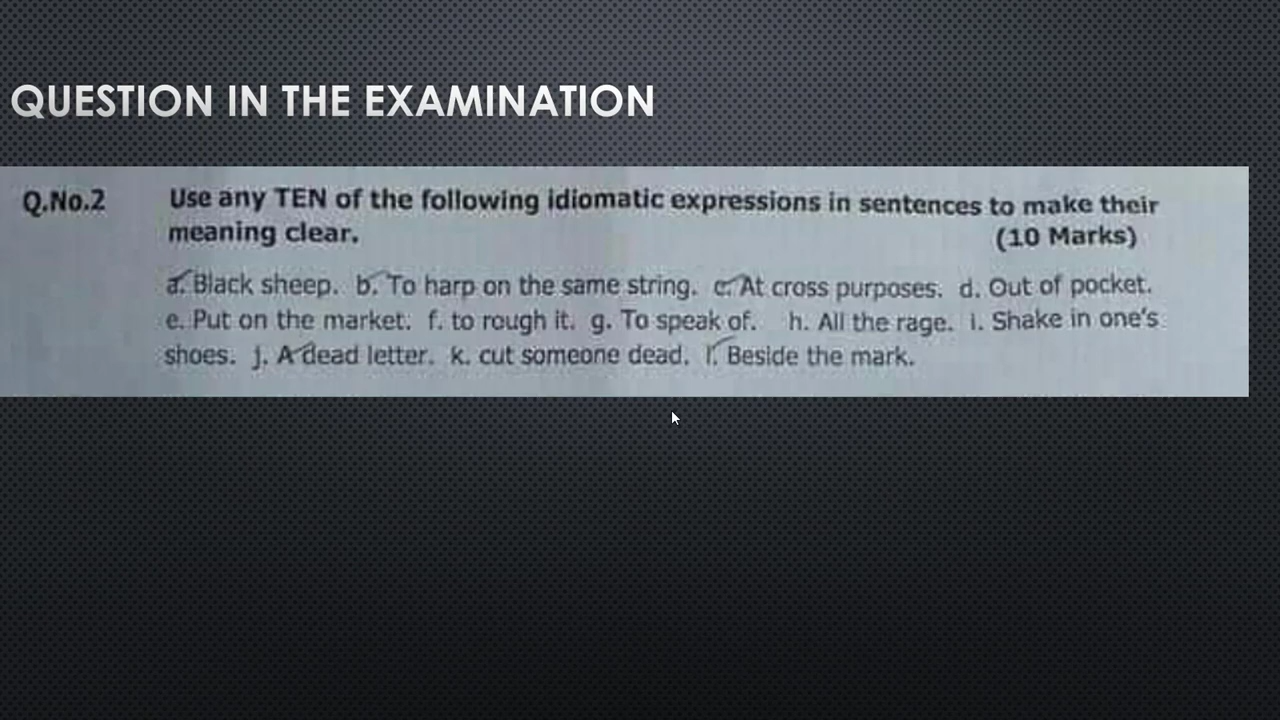 QUESTION IN THE EXAMINATION
Q.No.2 Use any TEN of the following idiomatic expressions in sentences to make their
meaning clear. (10 Marks)
a. Black sheep. b. To harp on the same string. c. At cross purposes. d. Out of pocket.
e. Put on the market. f. to rough it. g. To speak of. h. All the rage. i. Shake in one's
shoes. j. A dead letter. k. cut someone dead. l. Beside the mark.